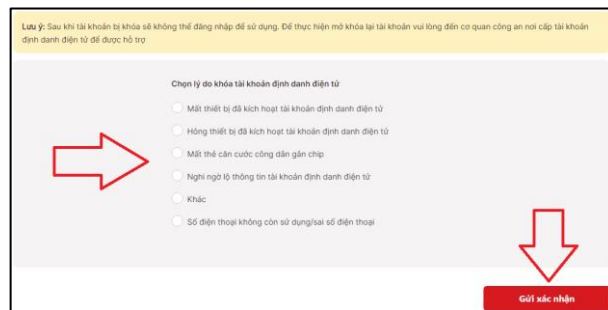 Lưu ý: Sau khi tài khoản bị khóa sẽ không thể đăng nhập để sử dụng. Để thực hiện mở khóa lại tài khoản vui lòng đến cơ quan công an nơi cấp tài khoản
định danh điện tử để được hỗ trợ
Chọn lý do khóa tài khoản định danh điện tử
Mất thiết bị đã kích hoạt tài khoản định danh điện tử
Hỏng thiết bị đã kích hoạt tài khoản định danh điện tử
Mất thẻ căn cước công dân gắn chip
Nghi ngờ lộ thông tin tài khoản định danh điện tử
Khác
Số điện thoại không còn sử dụng/sai số điện thoại
Gửi xác nhận